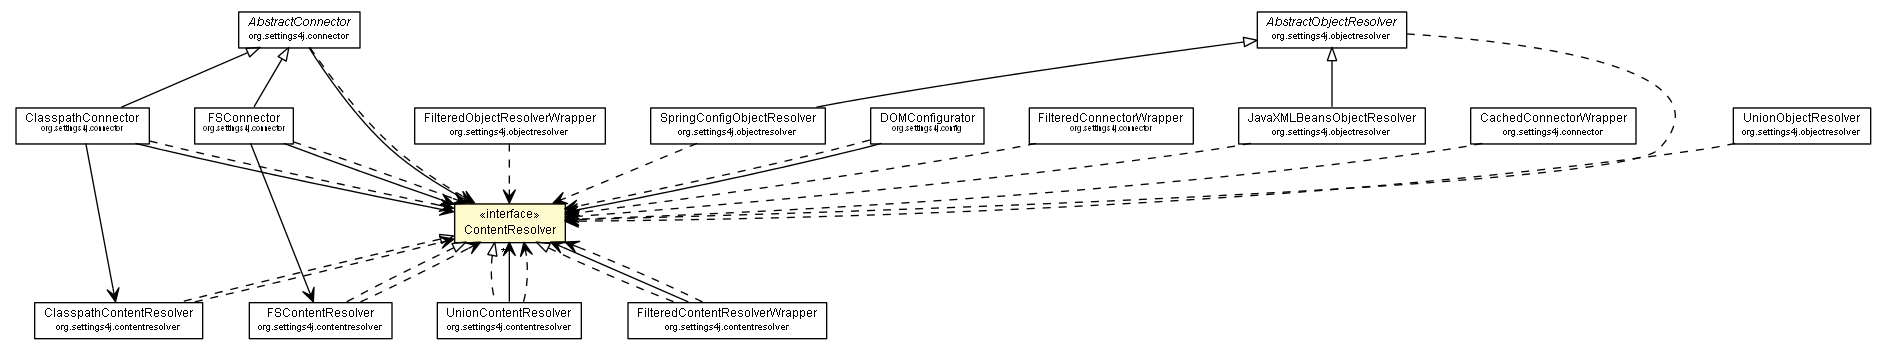 AbstractConnector
org.settings4j.connector
AbstractObjectResolver
org.settings4j.objectresolver
ClasspathConnector
org.settings4j.connector
FSConnector
org.settings4j.connector
FilteredObjectResolverWrapper
org.settings4j.objectresolver
SpringConfigObjectResolver
org.settings4j.objectresolver
DOMConfigurator
org.settings4j.config
FilteredConnectorWrapper
org.settings4j.connector
JavaXMLBeansObjectResolver
org.settings4j.objectresolver
CachedConnectorWrapper
org.settings4j.connector
UnionObjectResolver
org.settings4j.objectresolver
«interface»
ContentResolver
*
ClasspathContentResolver
org.settings4j.contentresolver
FSContentResolver
org.settings4j.contentresolver
UnionContentResolver
org.settings4j.contentresolver
FilteredContentResolverWrapper
org.settings4j.contentresolver